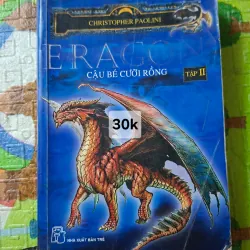 CHRISTOPHER PAOLINI
ERAGON
CẬU BÉ CƯỠI RỒNG
TẬP II
30k
NHÀ XUẤT BẢN TRẺ